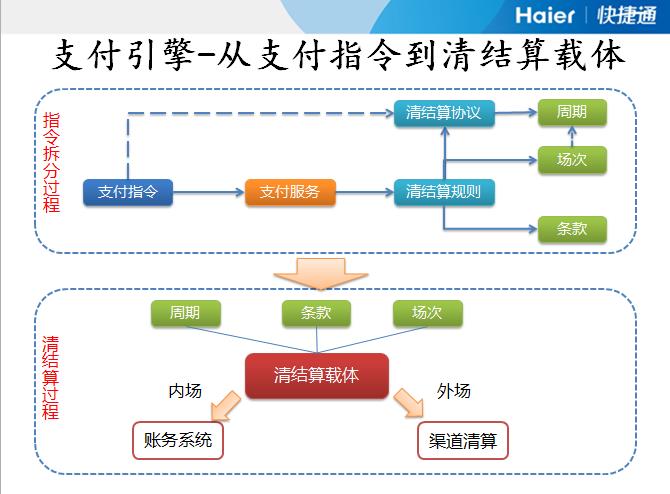 Haier 快捷通
支付引擎-从支付指令到清结算载体
指令拆分过程
清结算协议
周期
场次
支付指令
支付服务
清结算规则
条款
清结算过程
周期
条款
场次
清结算载体
内场
外场
账务系统
渠道清算